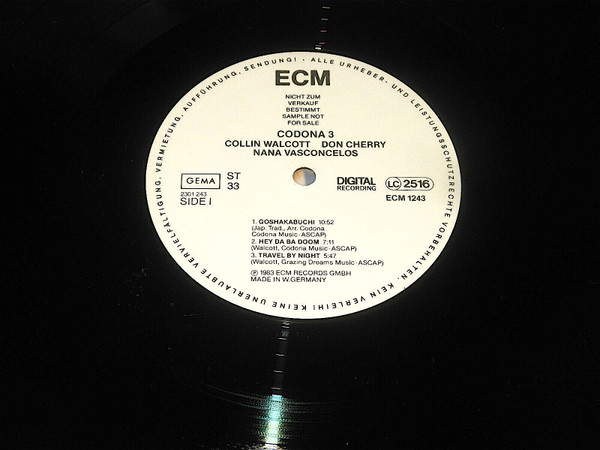 ALLE URHEBER- UND LEISTUNGSSCHUTZRECHTE VORBEHALTEN. KEIN VERLEIH! KEINE UNERLAUBTE VERVIELFÄLTIGUNG, VERMIETUNG, AUFFÜHRUNG, SENDUNG! ·
ECM
NICHT ZUM
VERKAUF
BESTIMMT
SAMPLE NOT
FOR SALE
CODONA 3
COLLIN WALCOTT DON CHERRY
NANA VASCONCELOS
GEMA
ST
33
DIGITAL
RECORDING
LC 2516
2301 243
SIDE I
ECM 1243
1. GOSHAKABUCHI 10:52
(Jap. Trad., Arr. Codona
Codona Music-ASCAP)
2. HEY DA BA DOOM 7:11
(Walcott, Codona Music-ASCAP)
3. TRAVEL BY NIGHT 5:47
(Walcott, Grazing Dreams Music-ASCAP)
℗ 1983 ECM RECORDS GMBH
MADE IN W.GERMANY